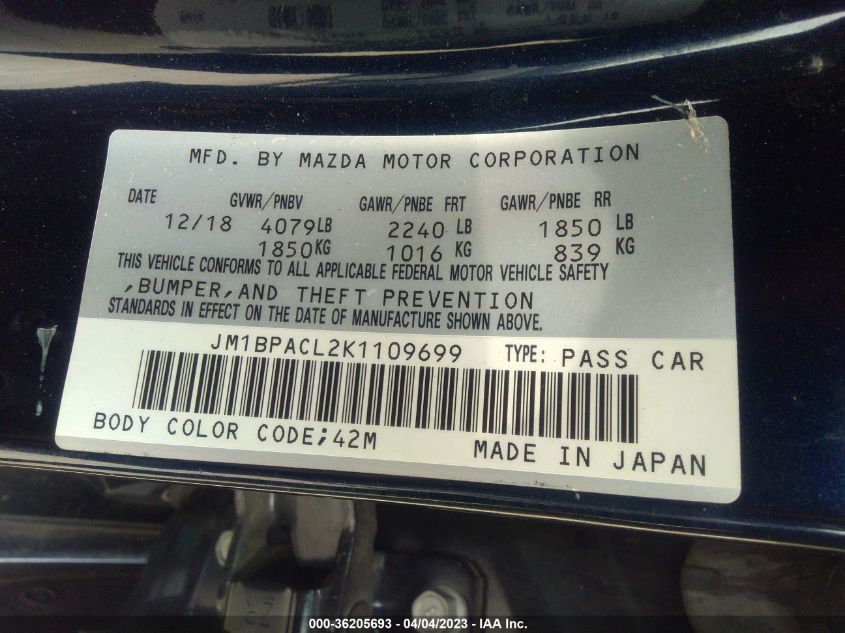 MFD. BY MAZDA MOTOR CORPORATION
DATE GVWR/PNBV GAWR/PNBE FRT GAWR/PNBE RR
12/18 4079LB 2240 LB 1850 LB
1850KG 1016 KG 839 KG
THIS VEHICLE CONFORMS TO ALL APPLICABLE FEDERAL MOTOR VEHICLE SAFETY
,BUMPER,AND THEFT PREVENTION
STANDARDS IN EFFECT ON THE DATE OF MANUFACTURE SHOWN ABOVE.
JM1BPACL2K1109699 TYPE: PASS CAR
BODY COLOR CODE;42M MADE IN JAPAN
000-36205693 - 04/04/2023 - IAA Inc.